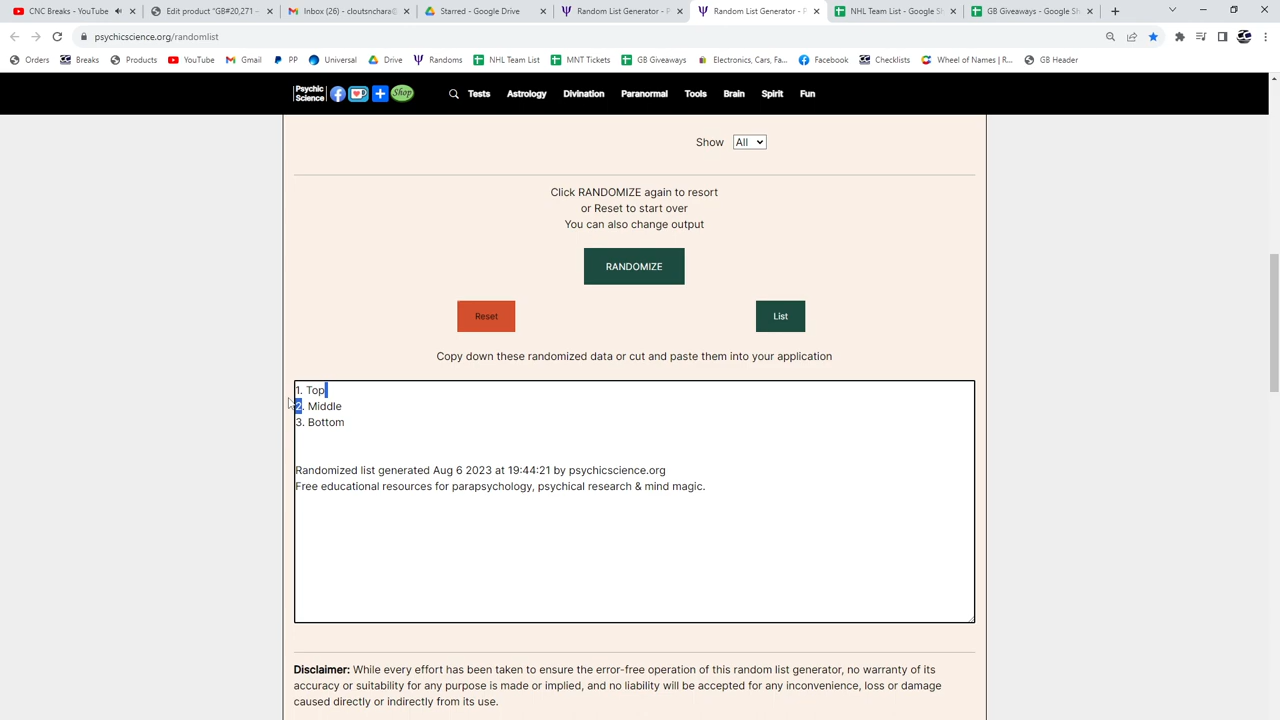 CNC Breaks - YouTube
Edit product "GB#20,271 -
Inbox (26) - cloutsnchara@
Starred - Google Drive
Random List Generator - P
Random List Generator - P
NHL Team List - Google Sh
GB Giveaways - Google Sh
psychicscience.org/randomlist
Orders
Breaks
Products
YouTube
Gmail
PP
Universal
Drive
Randoms
NHL Team List
MNT Tickets
GB Giveaways
Electronics, Cars, Fa...
Facebook
Checklists
Wheel of Names | R...
GB Header
Psychic
Science
Shop
Tests
Astrology
Divination
Paranormal
Tools
Brain
Spirit
Fun
Show
All
Click RANDOMIZE again to resort
or Reset to start over
You can also change output
RANDOMIZE
Reset
List
Copy down these randomized data or cut and paste them into your application
1. Top
2. Middle
3. Bottom
Randomized list generated Aug 6 2023 at 19:44:21 by psychicscience.org
Free educational resources for parapsychology, psychical research & mind magic.
Disclaimer: While every effort has been taken to ensure the error-free operation of this random list generator, no warranty of its
accuracy or suitability for any purpose is made or implied, and no liability will be accepted for any inconvenience, loss or damage
caused directly or indirectly from its use.